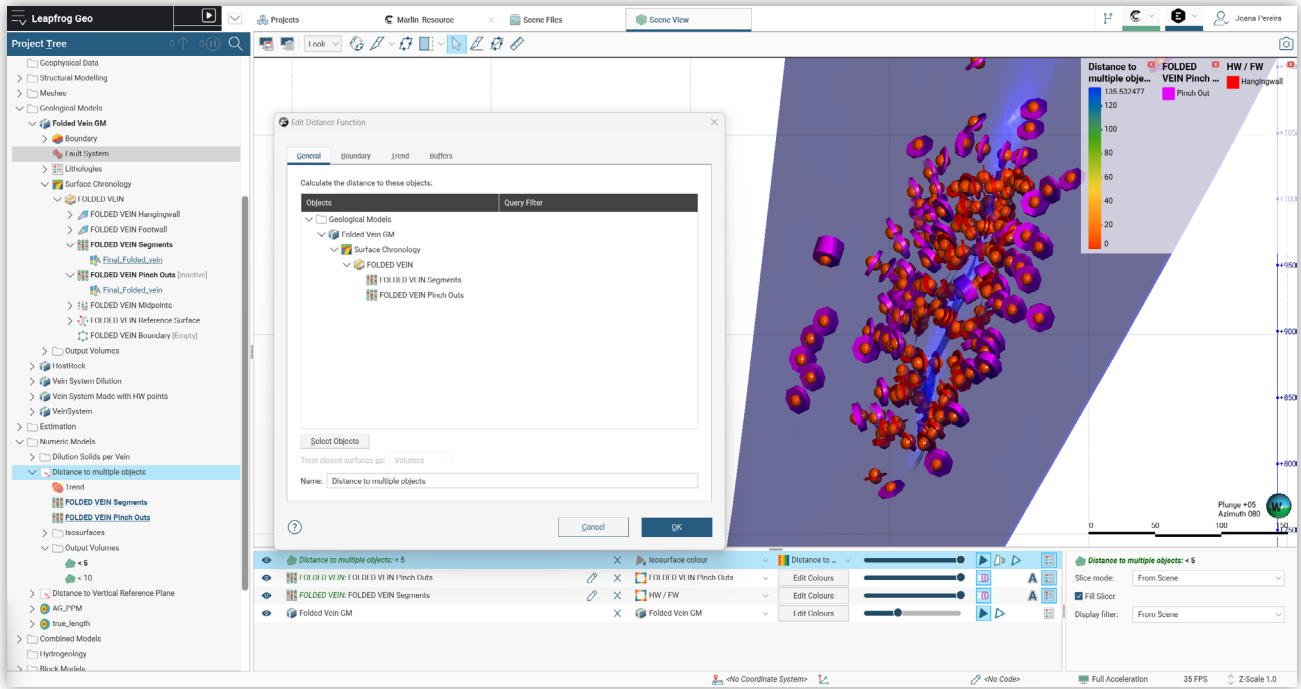 Leapfrog Geo
Projects
Marlin_Resource
Scene Files
Scene View
Joana Pereira
Project Tree
0
0
Look
Geophysical Data
Structural Modelling
Meshes
Geological Models
Folded Vein GM
Boundary
Fault System
Lithologies
Surface Chronology
FOLDED VEIN
FOLDED VEIN Hangingwall
FOLDED VEIN Footwall
FOLDED VEIN Segments
Final_Folded_vein
FOLDED VEIN Pinch Outs [Inactive]
Final_Folded_vein
FOLDED VEIN Midpoints
FOLDED VEIN Reference Surface
FOLDED VEIN Boundary [Empty]
Output Volumes
HostRock
Vein System Dilution
Vein System Made with HW points
VeinSystem
Estimation
Numeric Models
Dilution Solids per Vein
Distance to multiple objects
Trend
FOLDED VEIN Segments
FOLDED VEIN Pinch Outs
Isosurfaces
Output Volumes
< 5
< 10
Distance to Vertical Reference Plane
AG_PPM
true_length
Combined Models
Hydrogeology
Block Models
Edit Distance Function
General
Boundary
Trend
Buffers
Calculate the distance to these objects:
Objects
Query Filter
Geological Models
Folded Vein GM
Surface Chronology
FOLDED VEIN
FOLDED VEIN Segments
FOLDED VEIN Pinch Outs
Select Objects
Treat closed surfaces as: Volumes
Name: Distance to multiple objects
Cancel
OK
Distance to multiple obje...
135.532477
120
100
80
60
40
20
0
FOLDED VEIN Pinch ...
Pinch Out
HW / FW
Hangingwall
+950
+900
+850
+800
Plunge +05
Azimuth 080
W
0 50 100 150
Distance to multiple objects: < 5
Isosurface colour
Distance to ...
FOLDED VEIN: FOLDED VEIN Pinch Outs
FOLDED VEIN Pinch Outs
Edit Colours
A
FOLDED VEIN: FOLDED VEIN Segments
HW / FW
Edit Colours
A
Folded Vein GM
Folded Vein GM
Edit Colours
Distance to multiple objects: < 5
Slice mode: From Scene
Fill Slicer
Display filter: From Scene
<No Coordinate System>
<No Code>
Full Acceleration
35 FPS
Z-Scale 1.0